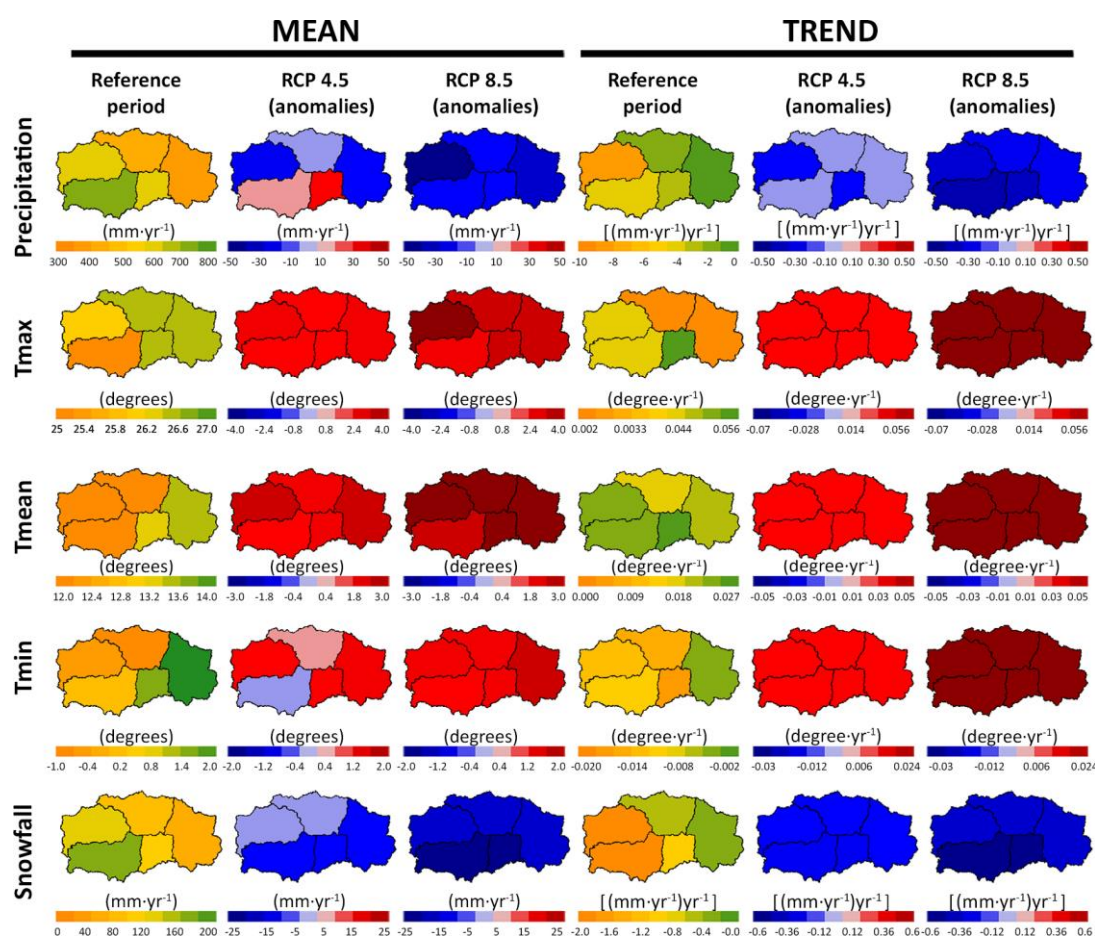 MEAN TREND
Reference period RCP 4.5 (anomalies) RCP 8.5 (anomalies) Reference period RCP 4.5 (anomalies) RCP 8.5 (anomalies)
Precipitation
(mm·yr⁻¹) (mm·yr⁻¹) (mm·yr⁻¹) [(mm·yr⁻¹)yr⁻¹] [(mm·yr⁻¹)yr⁻¹] [(mm·yr⁻¹)yr⁻¹]
300 400 500 600 700 800 -50 -30 -10 10 30 50 -50 -30 -10 10 30 50 -10 -8 -6 -4 -2 0 -0.50 -0.30 -0.10 0.10 0.30 0.50 -0.50 -0.30 -0.10 0.10 0.30 0.50
Tmax
(degrees) (degrees) (degrees) (degree·yr⁻¹) (degree·yr⁻¹) (degree·yr⁻¹)
25 25.4 25.8 26.2 26.6 27.0 -4.0 -2.4 -0.8 0.8 2.4 4.0 -4.0 -2.4 -0.8 0.8 2.4 4.0 0.002 0.0033 0.044 0.056 -0.07 -0.028 0.014 0.056 -0.07 -0.028 0.014 0.056
Tmean
(degrees) (degrees) (degrees) (degree·yr⁻¹) (degree·yr⁻¹) (degree·yr⁻¹)
12.0 12.4 12.8 13.2 13.6 14.0 -3.0 -1.8 -0.4 0.4 1.8 3.0 -3.0 -1.8 -0.4 0.4 1.8 3.0 0.000 0.009 0.018 0.027 -0.05 -0.03 -0.01 0.01 0.03 0.05 -0.05 -0.03 -0.01 0.01 0.03 0.05
Tmin
(degrees) (degrees) (degrees) (degree·yr⁻¹) (degree·yr⁻¹) (degree·yr⁻¹)
-1.0 -0.4 0.2 0.8 1.4 2.0 -2.0 -1.2 -0.4 0.4 1.2 2.0 -2.0 -1.2 -0.4 0.4 1.2 2.0 -0.020 -0.014 -0.008 -0.002 -0.03 -0.012 0.006 0.024 -0.03 -0.012 0.006 0.024
Snowfall
(mm·yr⁻¹) (mm·yr⁻¹) (mm·yr⁻¹) [(mm·yr⁻¹)yr⁻¹] [(mm·yr⁻¹)yr⁻¹] [(mm·yr⁻¹)yr⁻¹]
0 40 80 120 160 200 -25 -15 -5 5 15 25 -25 -15 -5 5 15 25 -2.0 -1.6 -1.2 -0.8 -0.4 -0.0 -0.6 -0.36 -0.12 0.12 0.36 0.6 -0.6 -0.36 -0.12 0.12 0.36 0.6